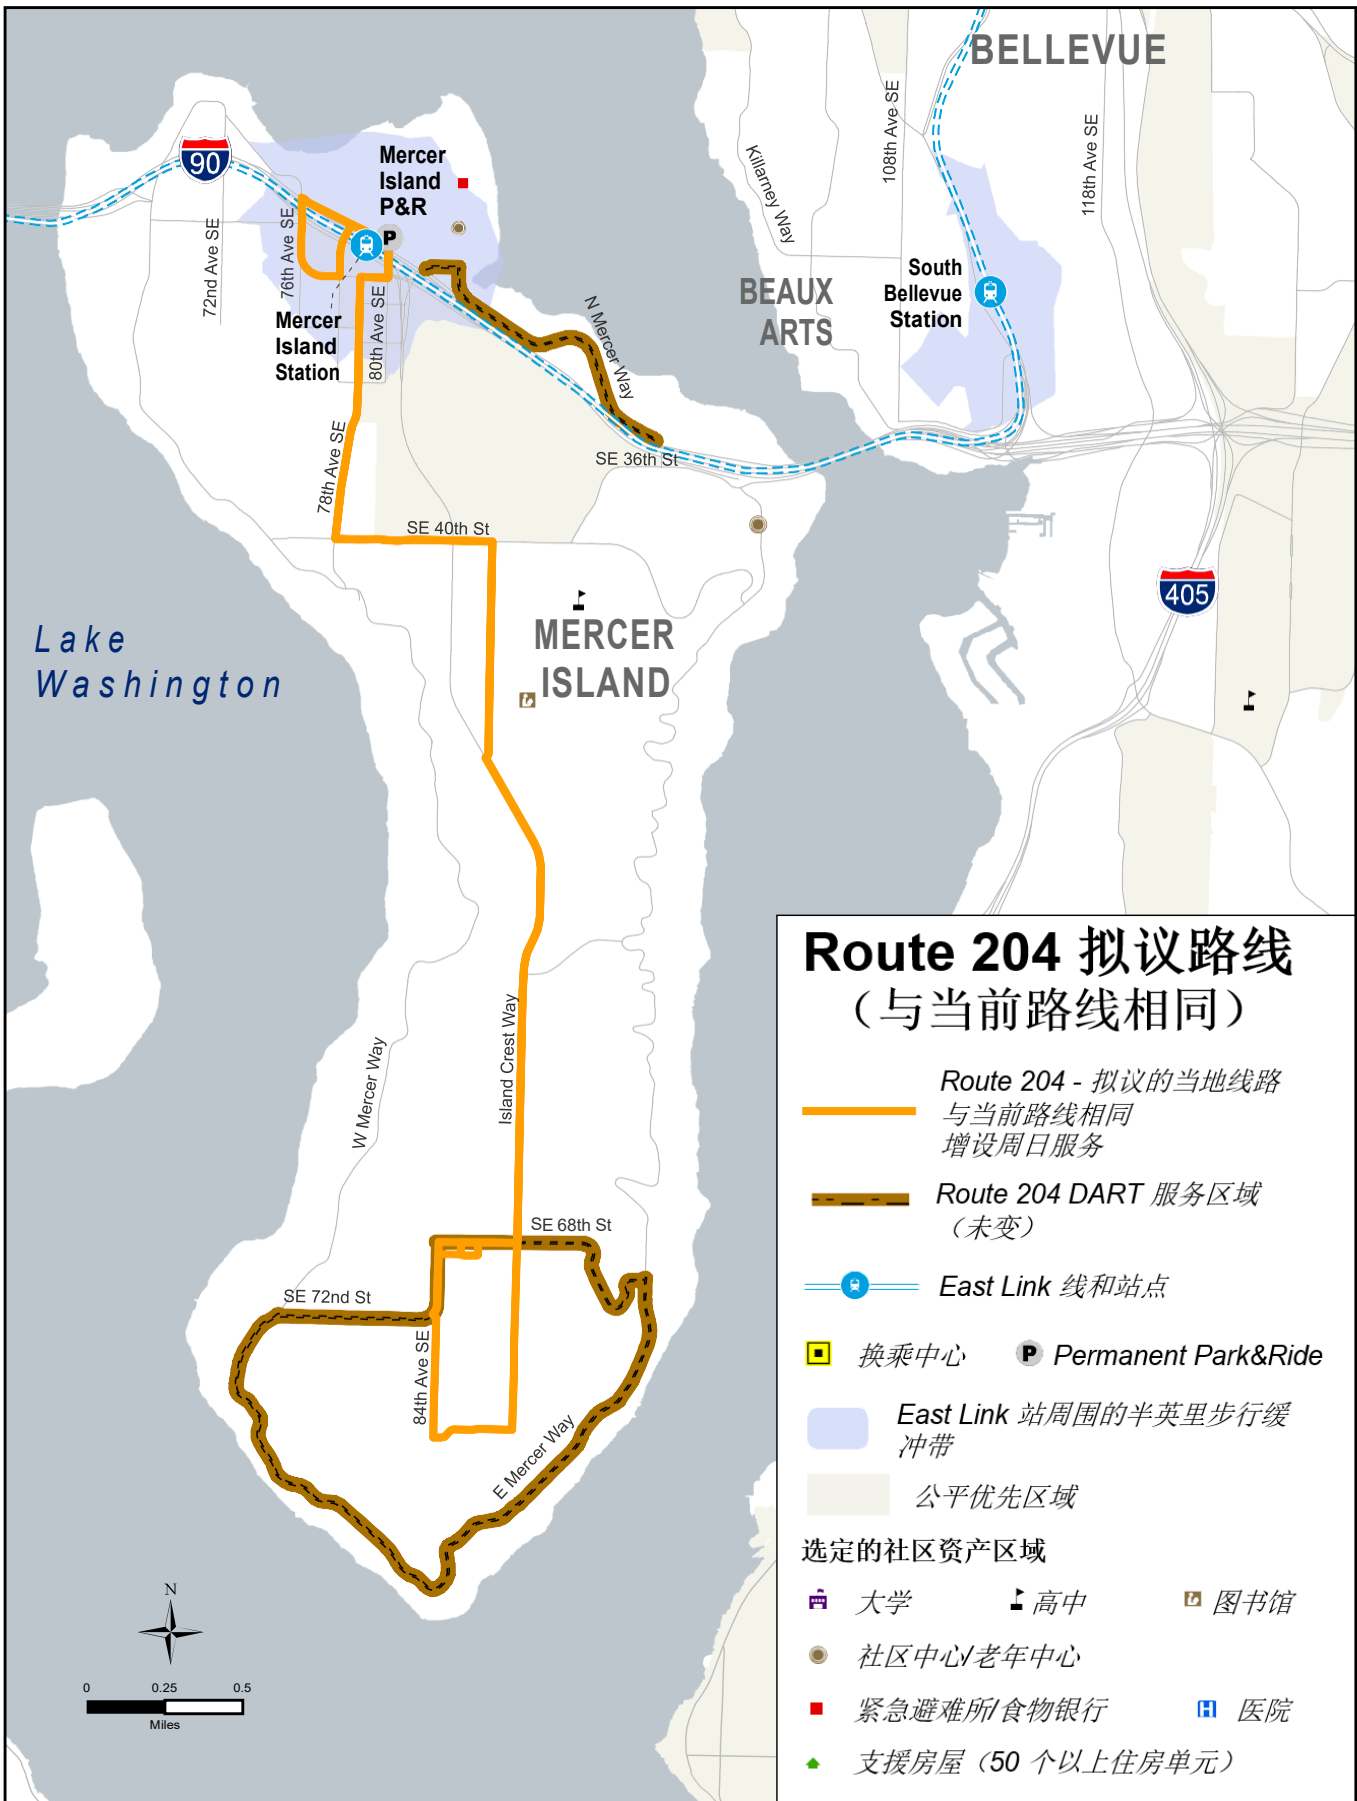 BELLEVUE
108th Ave SE
118th Ave SE
Killarney Way
90
Mercer
Island
P&R
P
72nd Ave SE
76th Ave SE
80th Ave SE
Mercer
Island
Station
N Mercer Way
BEAUX
ARTS
South
Bellevue
Station
SE 36th St
78th Ave SE
SE 40th St
405
MERCER
ISLAND
Lake
Washington
Island Crest Way
W Mercer Way
SE 68th St
SE 72nd St
84th Ave SE
E Mercer Way
N
0 0.25 0.5
Miles
Route 204 拟议路线
（与当前路线相同）
Route 204 - 拟议的当地线路
与当前路线相同
增设周日服务
Route 204 DART 服务区域
（未变）
East Link 线和站点
换乘中心 P Permanent Park&Ride
East Link 站周围的半英里步行缓
冲带
公平优先区域
选定的社区资产区域
大学 高中 图书馆
社区中心/老年中心
紧急避难所/食物银行 H 医院
支援房屋（50 个以上住房单元）